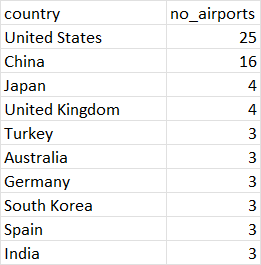 country no_airports
United States 25
China 16
Japan 4
United Kingdom 4
Turkey 3
Australia 3
Germany 3
South Korea 3
Spain 3
India 3